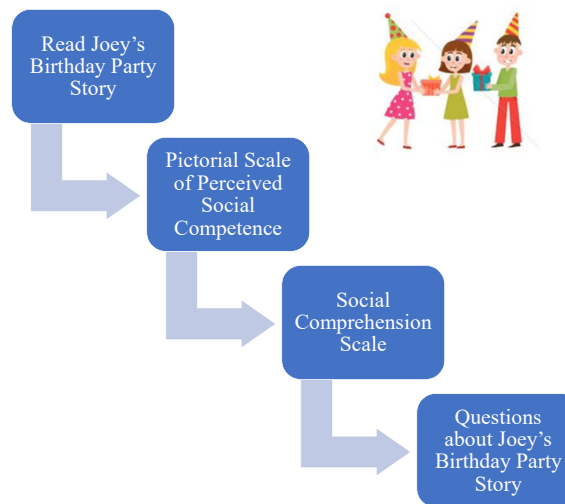 Read Joey’s
Birthday Party
Story
Pictorial Scale
of Perceived
Social
Competence
Social
Comprehension
Scale
Questions
about Joey’s
Birthday Party
Story